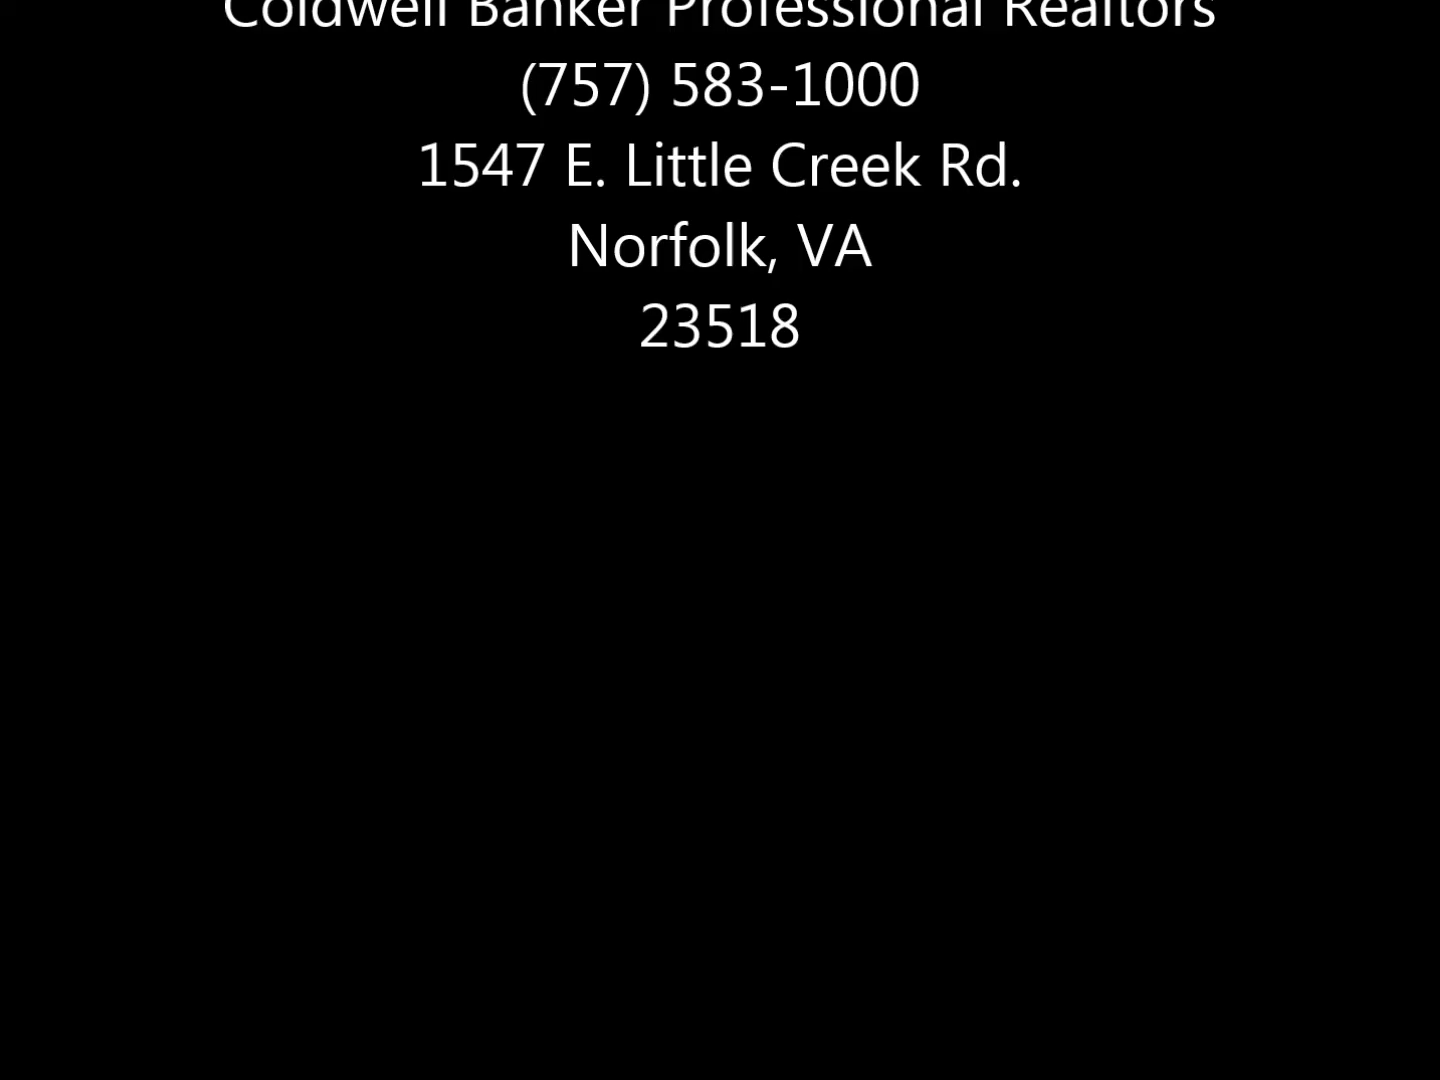 Coldwell Banker Professional Realtors
(757) 583-1000
1547 E. Little Creek Rd.
Norfolk, VA
23518